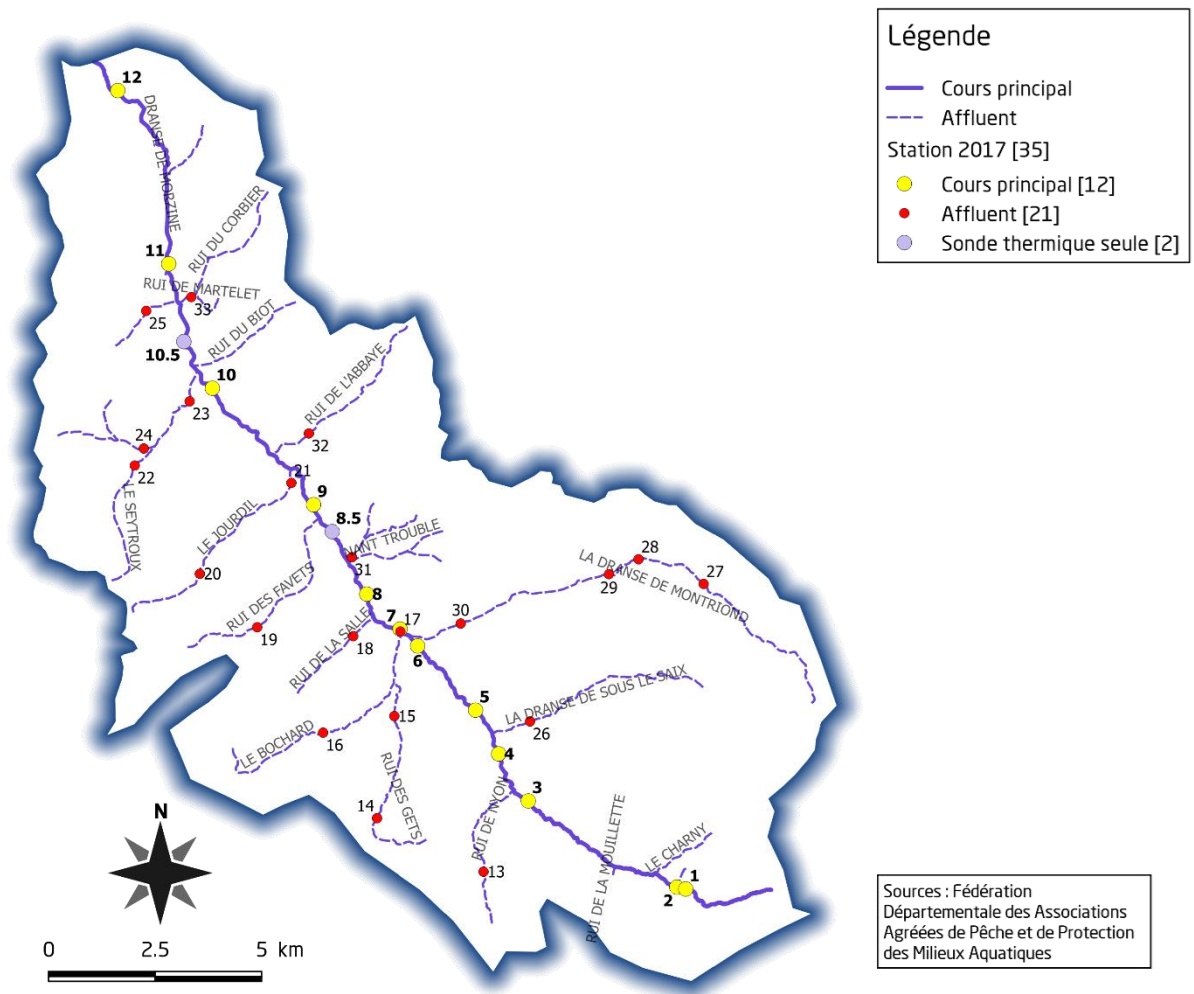 Légende
Cours principal
Affluent
Station 2017 [35]
Cours principal [12]
Affluent [21]
Sonde thermique seule [2]
12
DRANSE DE MORZINE
RUI DU CORBIER
11
RUI DE MARTELET
33
25
RUI DU BIOT
10.5
10
RUI DE L'ABBAYE
23
32
24
22
21
LE SEYTROUX
9
LE JOURDIL
8.5
NANT TROUBLE
31
20
28
LA DRANSE DE MONTRIOND
29
27
RUI DES FAVETS
8
19
7
17
30
RUI DE LA SALLE
18
6
5
LA DRANSE DE SOUS LE SAIX
26
15
LE BOCHARD
16
4
RUI DES GETS
3
14
RUI DE NYON
RUI DE LA MOUILLETTE
LE CHARNY
13
1
2
N
0 2.5 5 km
Sources : Fédération
Départementale des Associations
Agréées de Pêche et de Protection
des Milieux Aquatiques